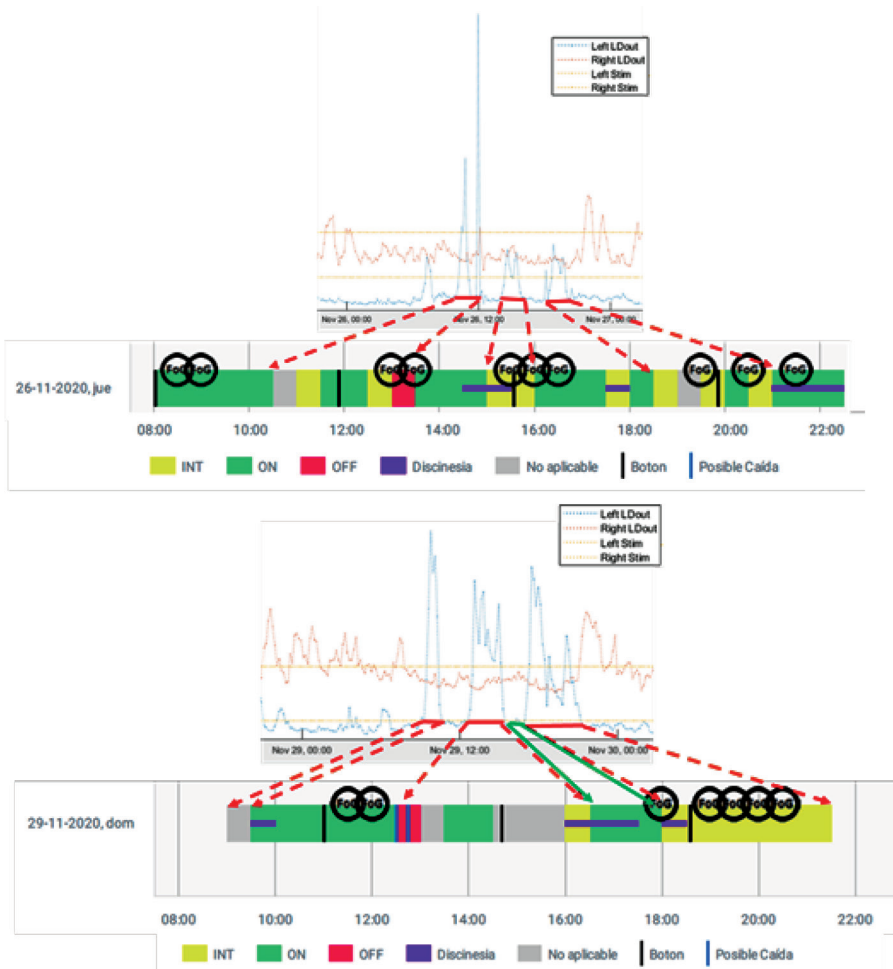 Left LDout
Right LDout
Left Stim
Right Stim
Nov 26, 00:00 Nov 26, 12:00 Nov 27, 00:00
FoG FoG FoG FoG FoG FoG FoG FoG FoG
26-11-2020, jue
08:00 10:00 12:00 14:00 16:00 18:00 20:00 22:00
INT ON OFF Discinesia No aplicable Boton Posible Caída
Left LDout
Right LDout
Left Stim
Right Stim
Nov 29, 00:00 Nov 29, 12:00 Nov 30, 00:00
FoG FoG FoG FoG FoG FoG FoG
29-11-2020, dom
08:00 10:00 12:00 14:00 16:00 18:00 20:00 22:00
INT ON OFF Discinesia No aplicable Boton Posible Caída